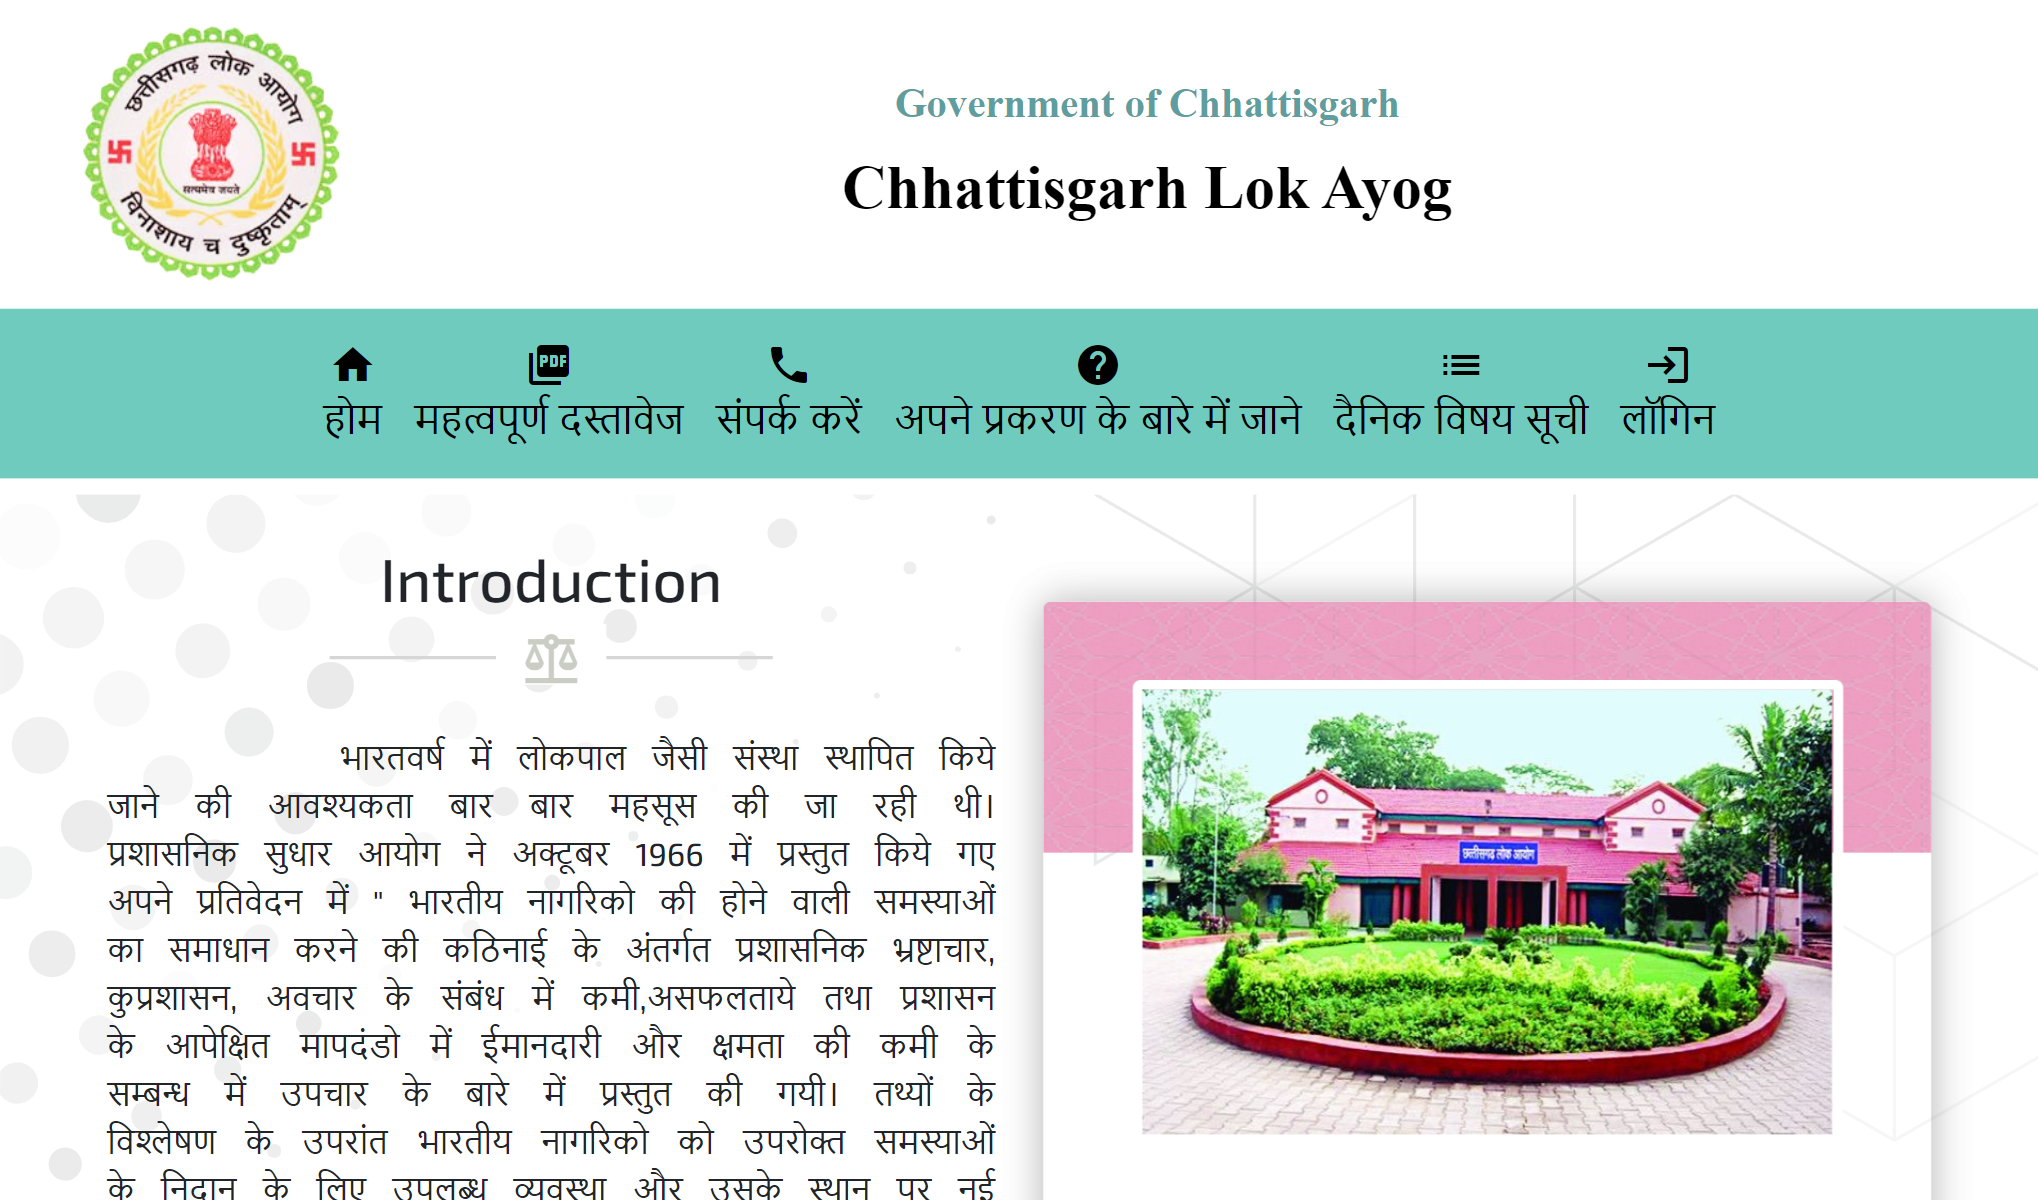 छत्तीसगढ़ लोक आयोग
सत्यमेव जयते
विनाशाय च दुष्कृताम्
Government of Chhattisgarh
Chhattisgarh Lok Ayog
PDF
होम महत्वपूर्ण दस्तावेज संपर्क करें अपने प्रकरण के बारे में जाने दैनिक विषय सूची लॉगिन
Introduction
भारतवर्ष में लोकपाल जैसी संस्था स्थापित किये
जाने की आवश्यकता बार बार महसूस की जा रही थी।
प्रशासनिक सुधार आयोग ने अक्टूबर 1966 में प्रस्तुत किये गए
अपने प्रतिवेदन में " भारतीय नागरिको की होने वाली समस्याओं
का समाधान करने की कठिनाई के अंतर्गत प्रशासनिक भ्रष्टाचार,
कुप्रशासन, अवचार के संबंध में कमी,असफलताये तथा प्रशासन
के आपेक्षित मापदंडो में ईमानदारी और क्षमता की कमी के
सम्बन्ध में उपचार के बारे में प्रस्तुत की गयी। तथ्यों के
विश्लेषण के उपरांत भारतीय नागरिको को उपरोक्त समस्याओं
के निदान के लिए उपलब्ध व्यवस्था और उसके स्थान पर नई
छत्तीसगढ लोक आयोग